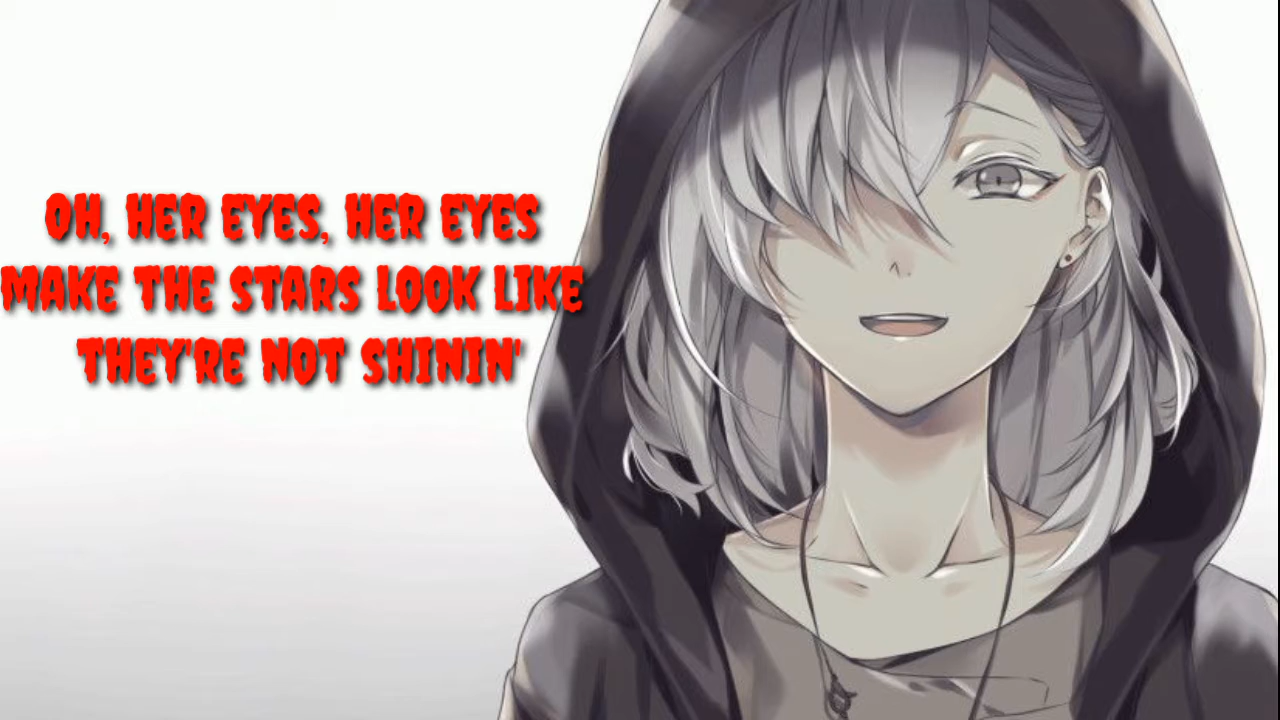 OH, HER EYES, HER EYES
MAKE THE STARS LOOK LIKE
THEY'RE NOT SHININ'